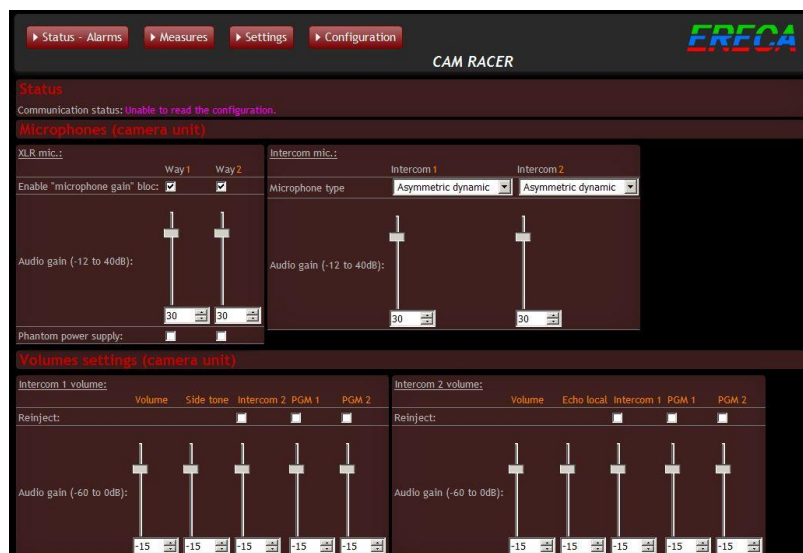 Status - Alarms Measures Settings Configuration
ERECA
CAM RACER
Status
Communication status: Unable to read the configuration.
Microphones (camera unit)
XLR mic.:
Way 1 Way 2
Enable "microphone gain" bloc:
Audio gain (-12 to 40dB):
30 30
Phantom power supply:
Intercom mic.:
Intercom 1 Intercom 2
Microphone type Asymmetric dynamic Asymmetric dynamic
Audio gain (-12 to 40dB):
30 30
Volumes settings (camera unit)
Intercom 1 volume:
Volume Side tone Intercom 2 PGM 1 PGM 2
Reinject:
Audio gain (-60 to 0dB):
-15 -15 -15 -15 -15
Intercom 2 volume:
Volume Echo local Intercom 1 PGM 1 PGM 2
Reinject:
Audio gain (-60 to 0dB):
-15 -15 -15 -15 -15